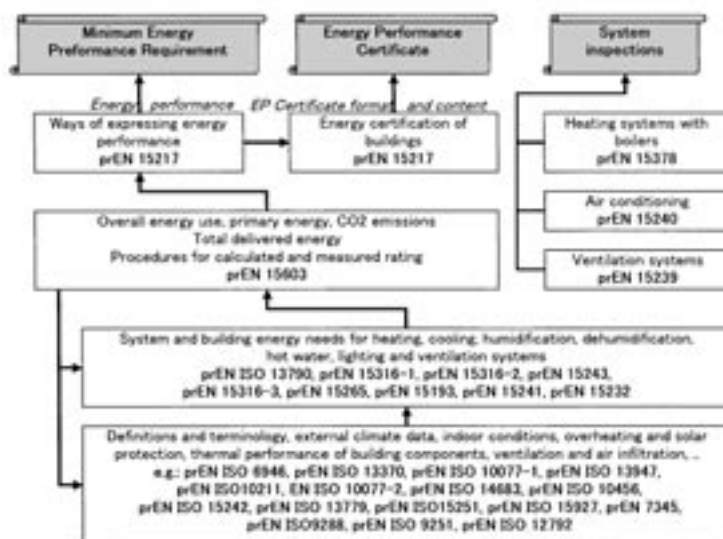 Minimum Energy
Preformance Requirement
Energy Performance
Certificate
System
inspections
Energy performance
EP Certificate format and content
Ways of expressing energy
performance
prEN 15217
Energy certification of
buildings
prEN 15217
Heating systems with
boilers
prEN 15378
Air conditioning
prEN 15240
Ventilation systems
prEN 15239
Overall energy use, primary energy, CO2 emissions
Total delivered energy
Procedures for calculated and measured rating
prEN 15603
System and building energy needs for heating, cooling, humidification, dehumidification,
hot water, lighting and ventilation systems
prEN ISO 13790, prEN 15316-1, prEN 15316-2, prEN 15243,
prEN 15316-3, prEN 15265, prEN 15193, prEN 15241, prEN 15232
Definitions and terminology, external climate data, indoor conditions, overheating and solar
protection, thermal performance of building components, ventilation and air infiltration, ..
e.g.: prEN ISO 6946, prEN ISO 13370, prEN ISO 10077-1, prEN ISO 13947,
prEN ISO10211, EN ISO 10077-2, prEN ISO 14683, prEN ISO 10456,
prEN ISO 15242, prEN ISO 13779, prEN ISO15251, prEN ISO 15927, prEN 7345,
prEN ISO9288, prEN ISO 9251, prEN ISO 12792